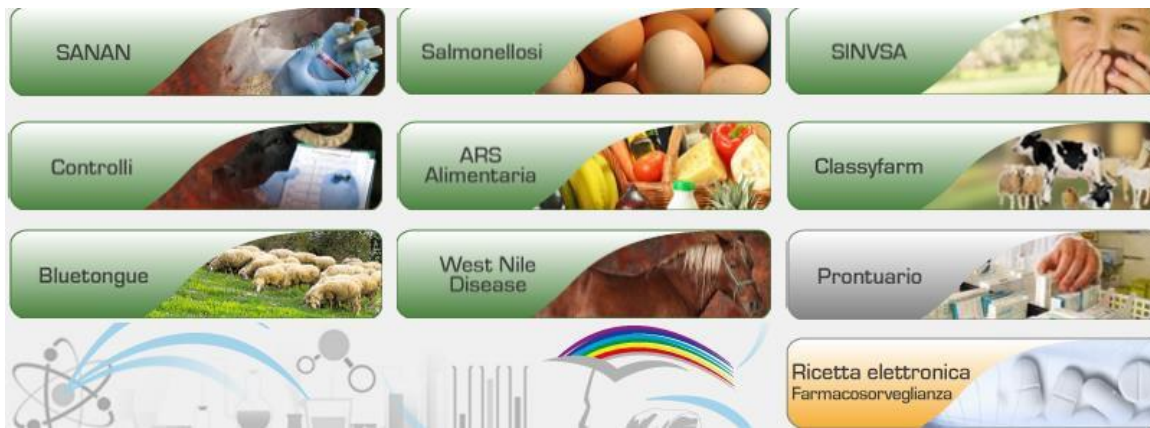 SANAN
Salmonellosi
SINVSA
Controlli
ARS
Alimentaria
Classyfarm
Bluetongue
West Nile
Disease
Prontuario
Ricetta elettronica
Farmacosorveglianza